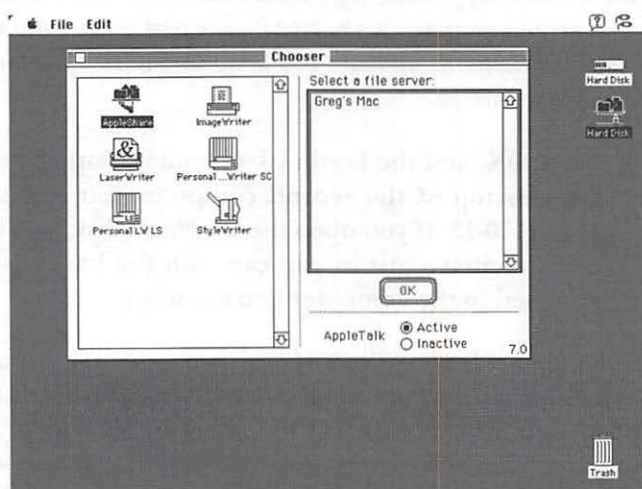 File Edit
Chooser
AppleShare
ImageWriter
LaserWriter
Personal ...Writer SC
Personal LW LS
StyleWriter
Select a file server:
Greg's Mac
OK
AppleTalk
Active
Inactive
7.0
Hard Disk
Hard Disk
Trash